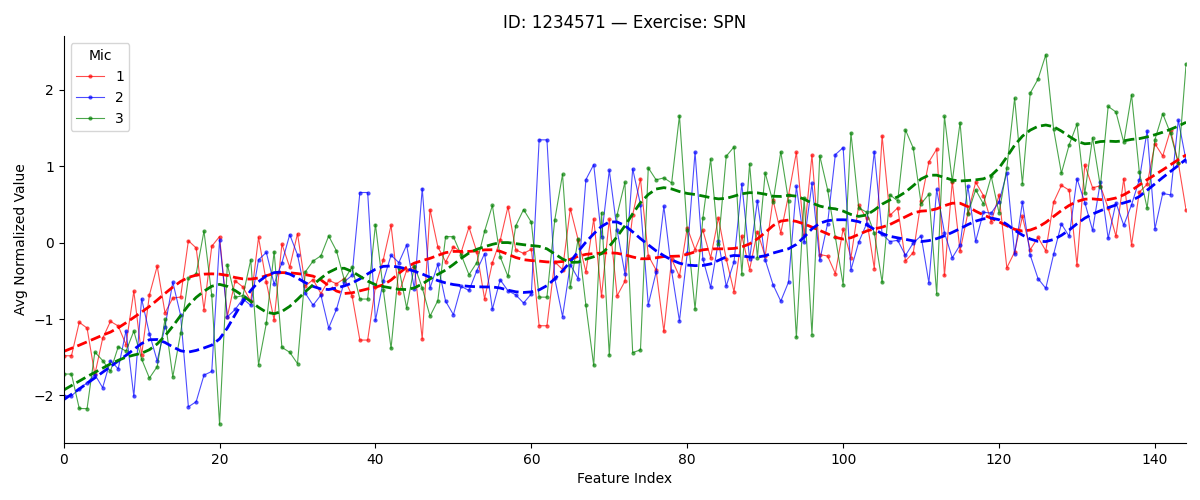 ID: 1234571 — Exercise: SPN
Mic
1
2
3
Avg Normalized Value
2
1
0
−1
−2
0 20 40 60 80 100 120 140
Feature Index